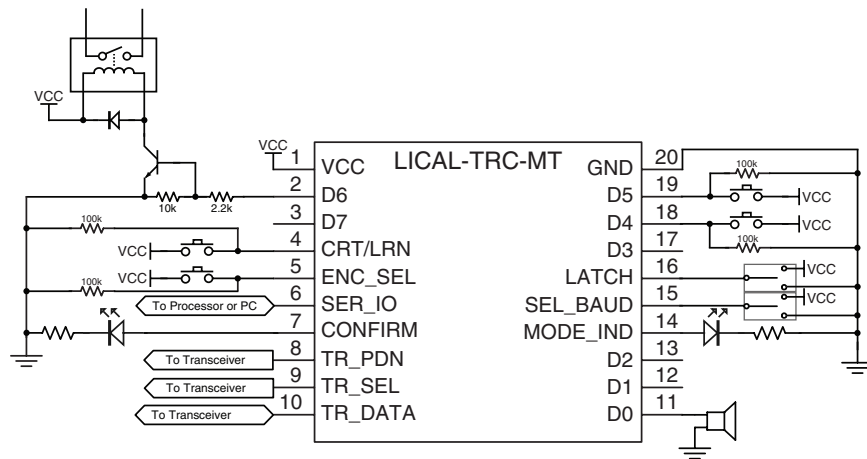 VCC
10k
2.2k
100k
VCC
VCC
100k
To Processor or PC
To Transceiver
To Transceiver
To Transceiver
VCC
LICAL-TRC-MT
1 VCC
2 D6
3 D7
4 CRT/LRN
5 ENC_SEL
6 SER_IO
7 CONFIRM
8 TR_PDN
9 TR_SEL
10 TR_DATA
GND 20
D5 19
D4 18
D3 17
LATCH 16
SEL_BAUD 15
MODE_IND 14
D2 13
D1 12
D0 11
100k
VCC
VCC
100k
VCC
VCC